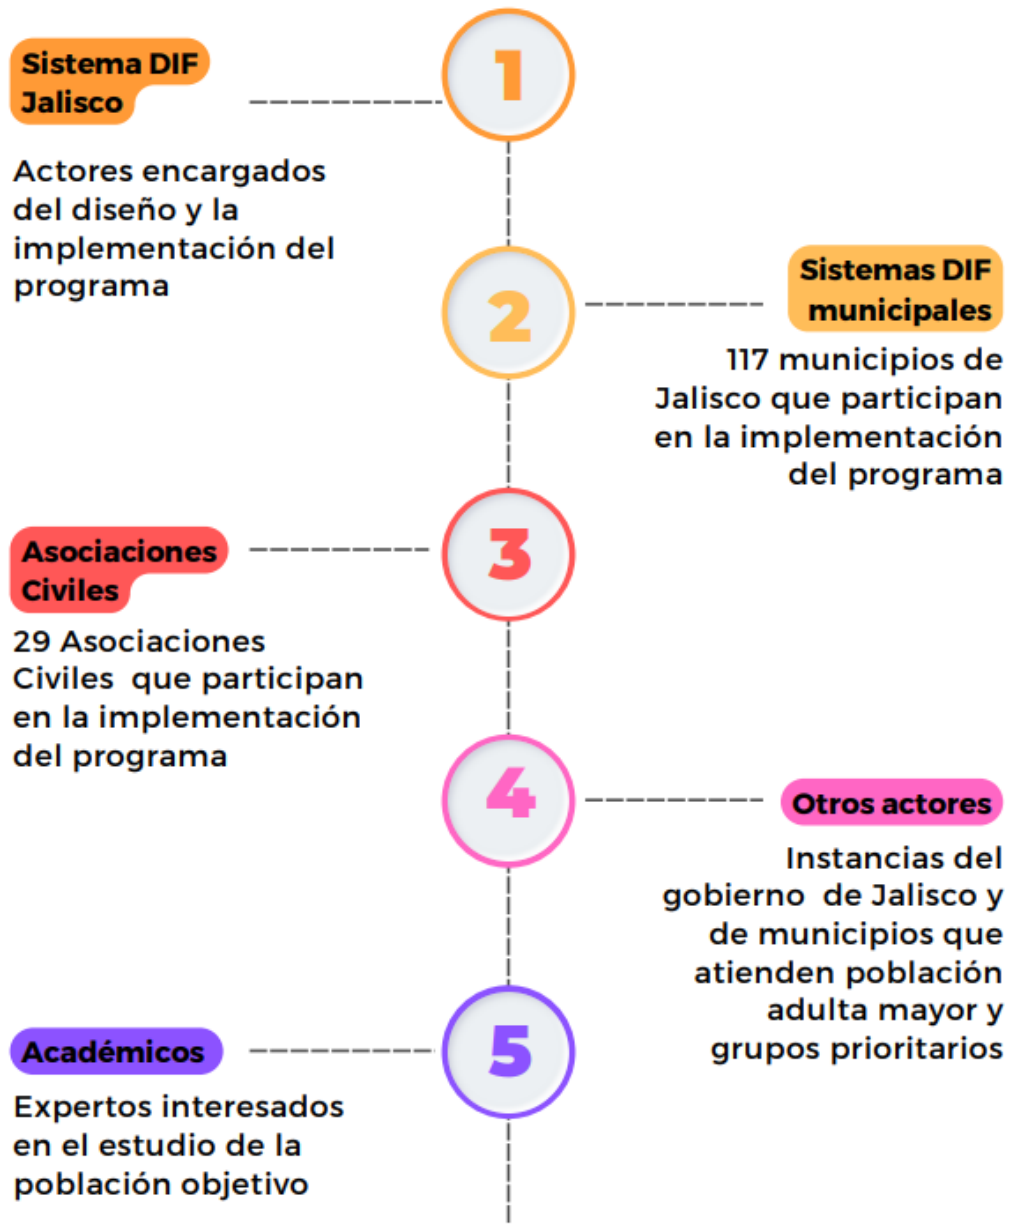 1
Sistema DIF
Jalisco
Actores encargados
del diseño y la
implementación del
programa
2
Sistemas DIF
municipales
117 municipios de
Jalisco que participan
en la implementación
del programa
3
Asociaciones
Civiles
29 Asociaciones
Civiles que participan
en la implementación
del programa
4
Otros actores
Instancias del
gobierno de Jalisco y
de municipios que
atienden población
adulta mayor y
grupos prioritarios
5
Académicos
Expertos interesados
en el estudio de la
población objetivo